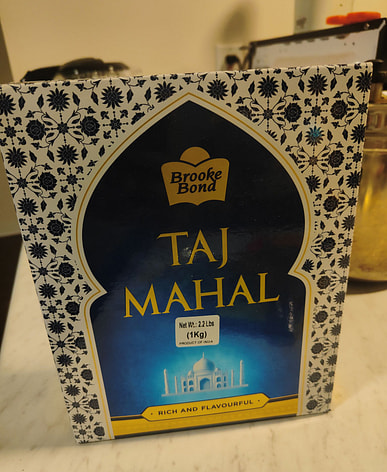 Brooke
Bond
TAJ
MAHAL
Net Wt.: 2.2 Lbs
(1Kg)
PRODUCT OF INDIA
RICH AND FLAVOURFUL